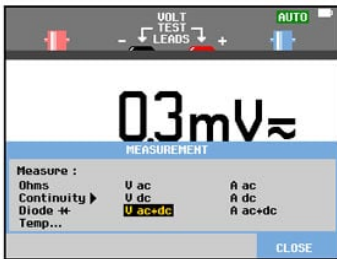 VOLT
AUTO
TEST
- LEADS +
0.3mV≂
MEASUREMENT
Measure :
Ohms V ac A ac
Continuity ▶ V dc A dc
Diode V ac+dc A ac+dc
Temp...
CLOSE